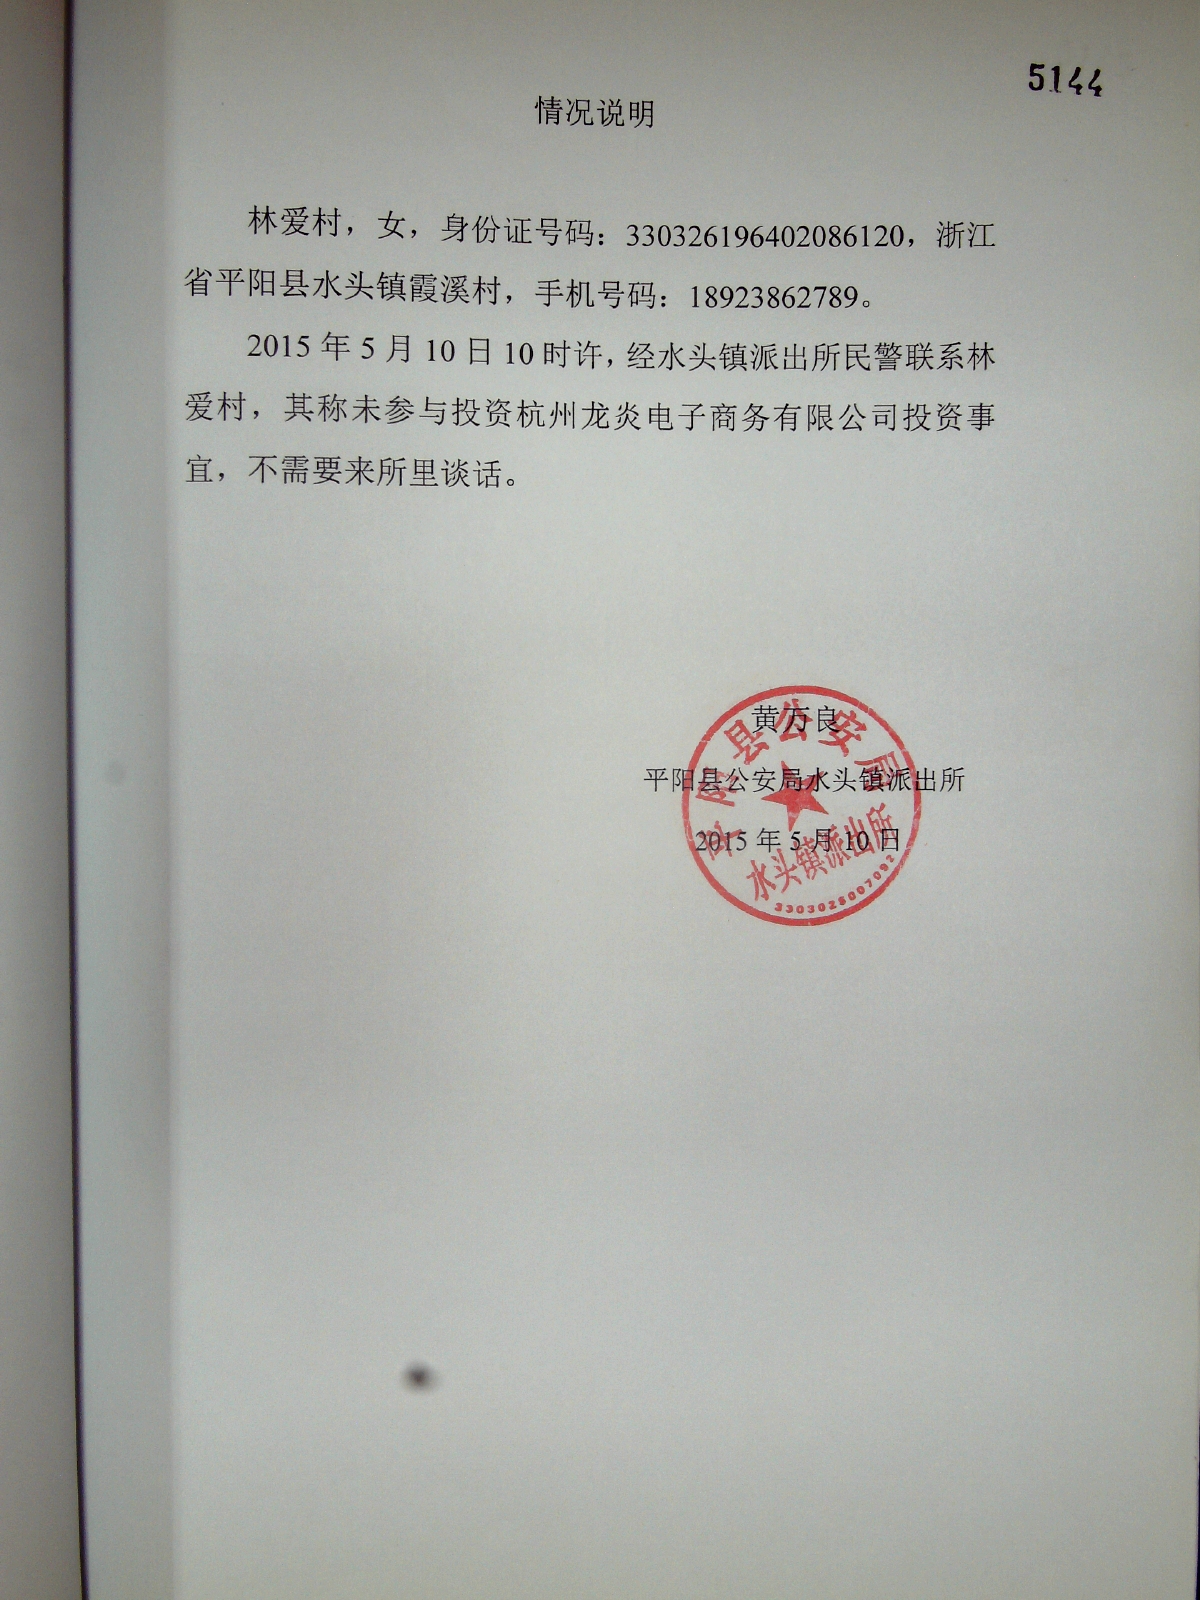 5144
情况说明
林爱村，女，身份证号码：330326196402086120，浙江
省平阳县水头镇霞溪村，手机号码：18923862789。
2015 年 5 月 10 日 10 时许，经水头镇派出所民警联系林
爱村，其称未参与投资杭州龙炎电子商务有限公司投资事
宜，不需要来所里谈话。
黄万良
平阳县公安局水头镇派出所
2015 年 5 月 10 日
平阳县公安局
水头镇派出所
3303025007092